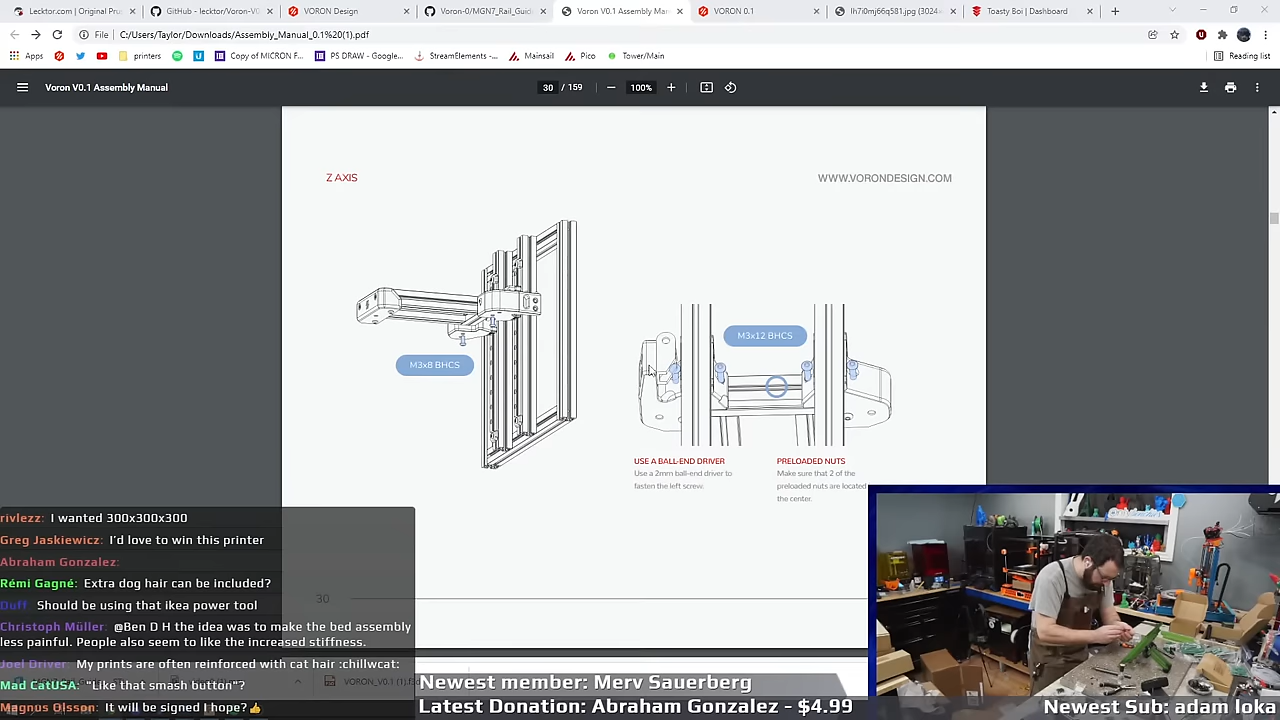 Lecktor.com | Original Pru
GitHub - lecktor/Voron-V0
VORON Design
Voron-0/MGN7_Rail_Guid
Voron V0.1 Assembly Manual
VORON 0.1
lh7i0mj66q581.jpg (3024×
Toasty Boi | Dashboard
File
C:/Users/Taylor/Downloads/Assembly_Manual_0.1%20(1).pdf
Apps
printers
Copy of MICRON F...
PS DRAW - Google...
StreamElements -...
Mainsail
Pico
Tower/Main
Reading list
Voron V0.1 Assembly Manual
30 / 159
100%
Z AXIS
WWW.VORONDESIGN.COM
M3x8 BHCS
M3x12 BHCS
USE A BALL-END DRIVER
Use a 2mm ball-end driver to
fasten the left screw.
PRELOADED NUTS
Make sure that 2 of the
preloaded nuts are located
the center.
30
rivlezz: I wanted 300x300x300
Greg Jaskiewicz: I'd love to win this printer
Abraham Gonzalez:
Rémi Gagné: Extra dog hair can be included?
Duff: Should be using that ikea power tool
Christoph Müller: @Ben D H the idea was to make the bed assembly
less painful. People also seem to like the increased stiffness.
Joel Driver: My prints are often reinforced with cat hair :chillwcat:
Mad CatUSA: "Like that smash button"?
Magnus Olsson: It will be signed I hope?👍
VORON_V0.1 (1).f3
Newest member: Merv Sauerberg
Latest Donation: Abraham Gonzalez - $4.99
Newest Sub: adam loka